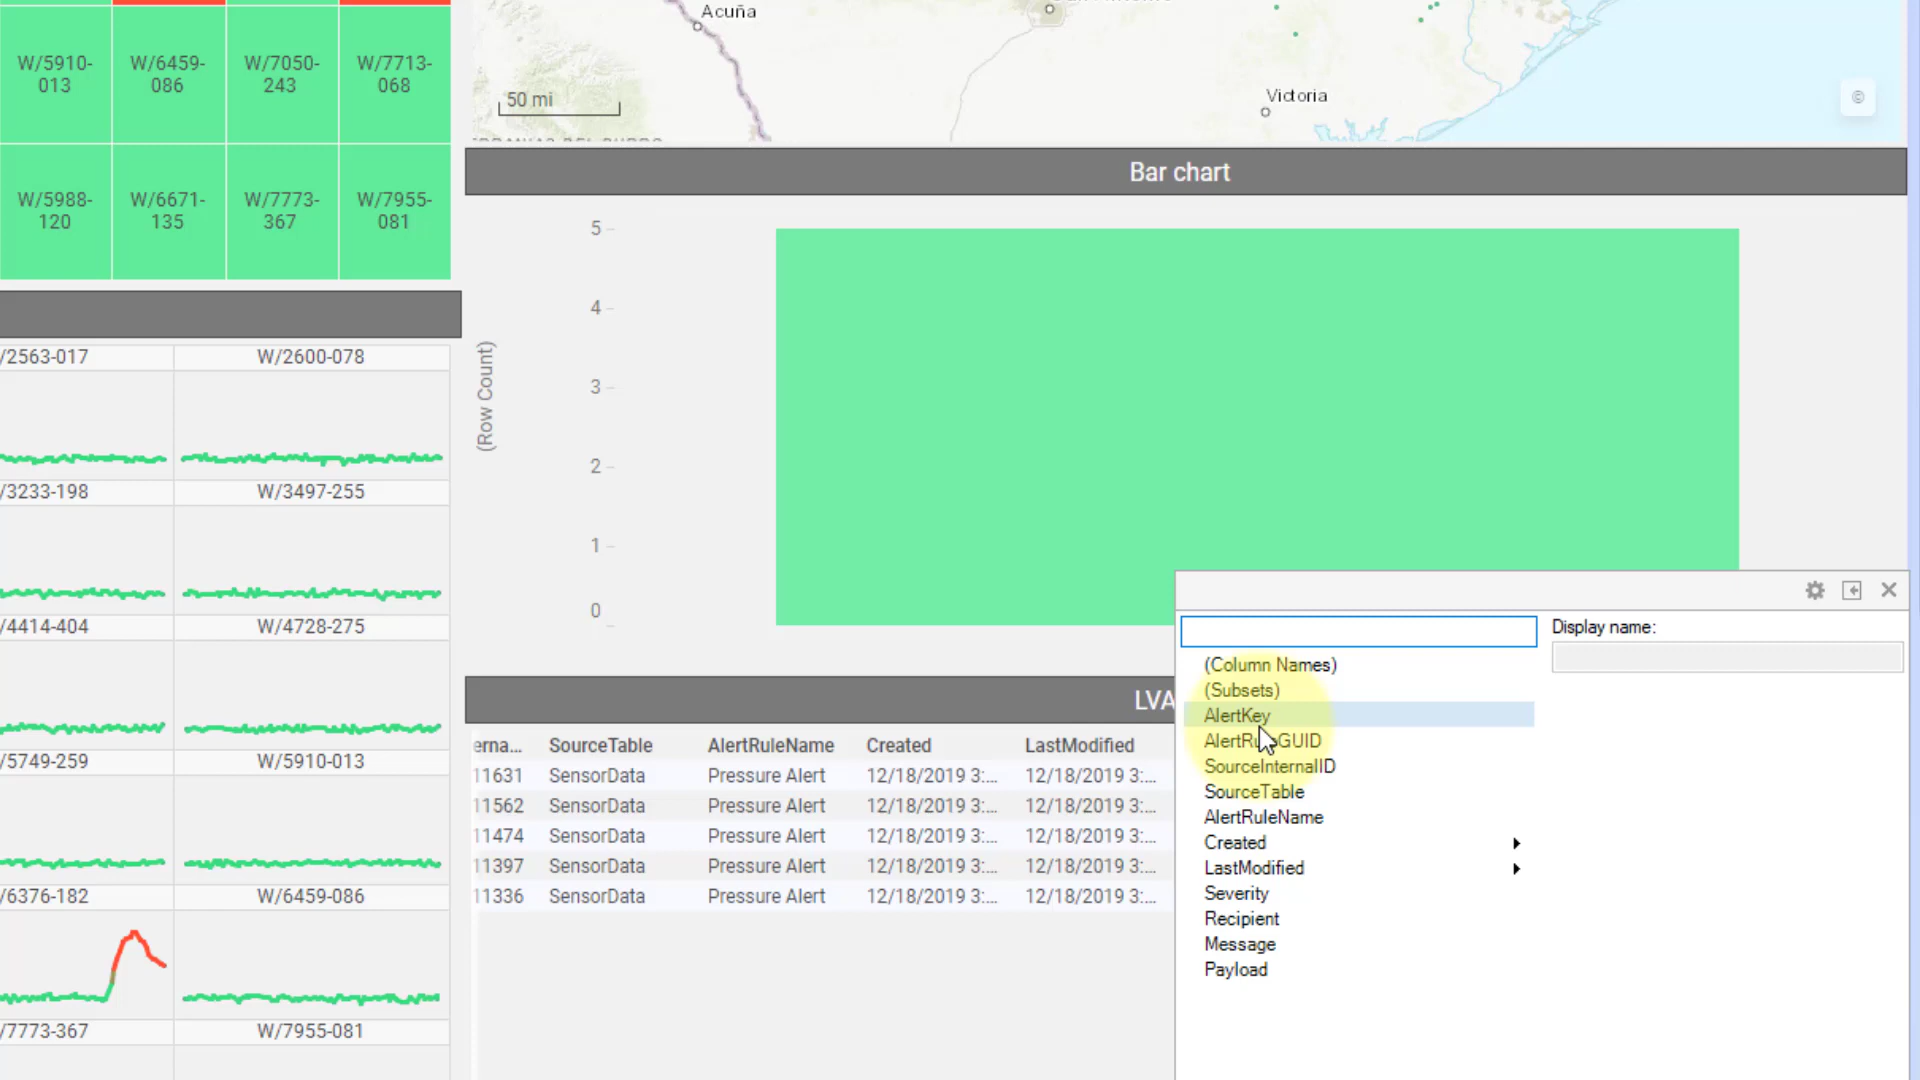 Acuña
W/5910-
013
W/6459-
086
W/7050-
243
W/7713-
068
50 mi
Victoria
©
W/5988-
120
W/6671-
135
W/7773-
367
W/7955-
081
Bar chart
5
4
3
2
1
0
(Row Count)
/2563-017
W/2600-078
/3233-198
W/3497-255
/4414-404
W/4728-275
/5749-259
W/5910-013
/6376-182
W/6459-086
/7773-367
W/7955-081
LVA
erna... SourceTable AlertRuleName Created LastModified
11631 SensorData Pressure Alert 12/18/2019 3:... 12/18/2019 3:...
11562 SensorData Pressure Alert 12/18/2019 3:... 12/18/2019 3:...
11474 SensorData Pressure Alert 12/18/2019 3:... 12/18/2019 3:...
11397 SensorData Pressure Alert 12/18/2019 3:... 12/18/2019 3:...
11336 SensorData Pressure Alert 12/18/2019 3:... 12/18/2019 3:...
Display name:
(Column Names)
(Subsets)
AlertKey
AlertRuleGUID
SourceInternalID
SourceTable
AlertRuleName
Created
LastModified
Severity
Recipient
Message
Payload